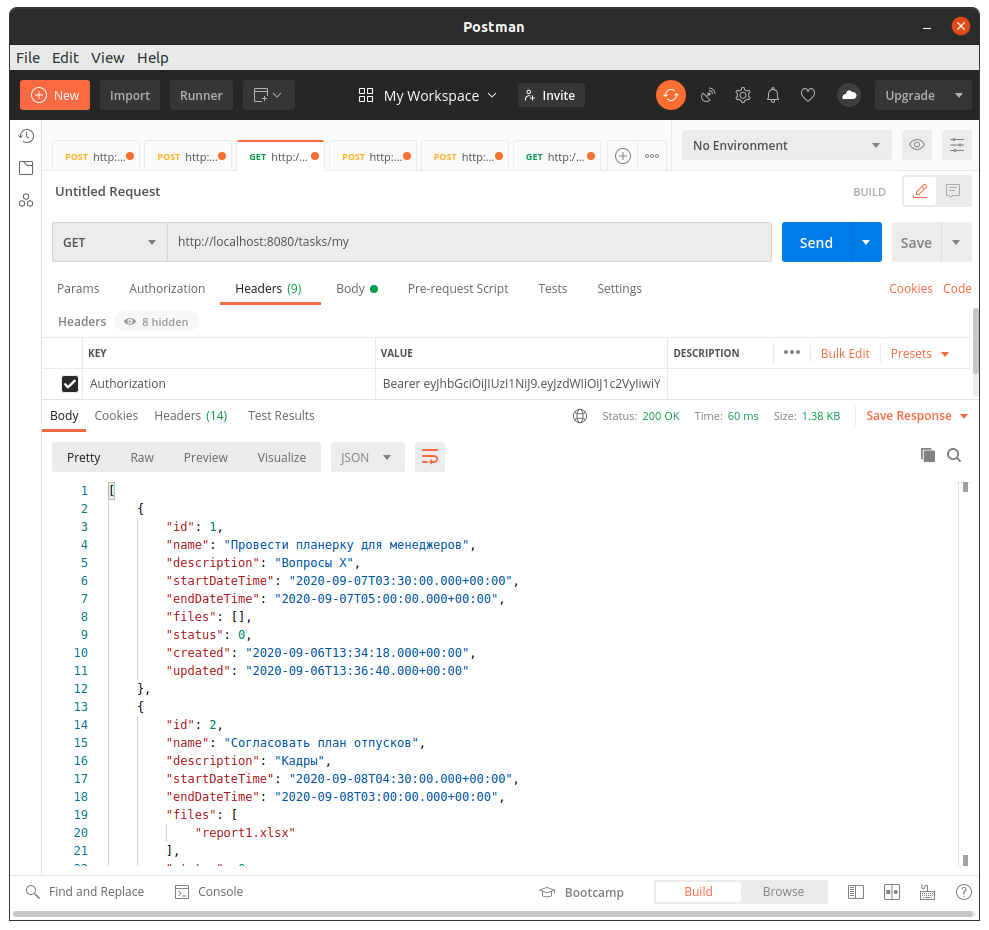 Postman
File Edit View Help
New Import Runner My Workspace Invite Upgrade
POST http:... POST http:... GET http:/... POST http:... POST http:... GET http:/... No Environment
Untitled Request BUILD
GET http://localhost:8080/tasks/my Send Save
Params Authorization Headers (9) Body Pre-request Script Tests Settings Cookies Code
Headers 8 hidden
KEY VALUE DESCRIPTION Bulk Edit Presets
Authorization Bearer eyJhbGciOiJIUzI1NiJ9.eyJzdWIiOiJ1c2VyIiwiY
Body Cookies Headers (14) Test Results Status: 200 OK Time: 60 ms Size: 1.38 KB Save Response
Pretty Raw Preview Visualize JSON
1 [
2 {
3 "id": 1,
4 "name": "Провести планерку для менеджеров",
5 "description": "Вопросы X",
6 "startDateTime": "2020-09-07T03:30:00.000+00:00",
7 "endDateTime": "2020-09-07T05:00:00.000+00:00",
8 "files": [],
9 "status": 0,
10 "created": "2020-09-06T13:34:18.000+00:00",
11 "updated": "2020-09-06T13:36:40.000+00:00"
12 },
13 {
14 "id": 2,
15 "name": "Согласовать план отпусков",
16 "description": "Кадры",
17 "startDateTime": "2020-09-08T04:30:00.000+00:00",
18 "endDateTime": "2020-09-08T03:00:00.000+00:00",
19 "files": [
20 "report1.xlsx"
21 ],
Find and Replace Console Bootcamp Build Browse